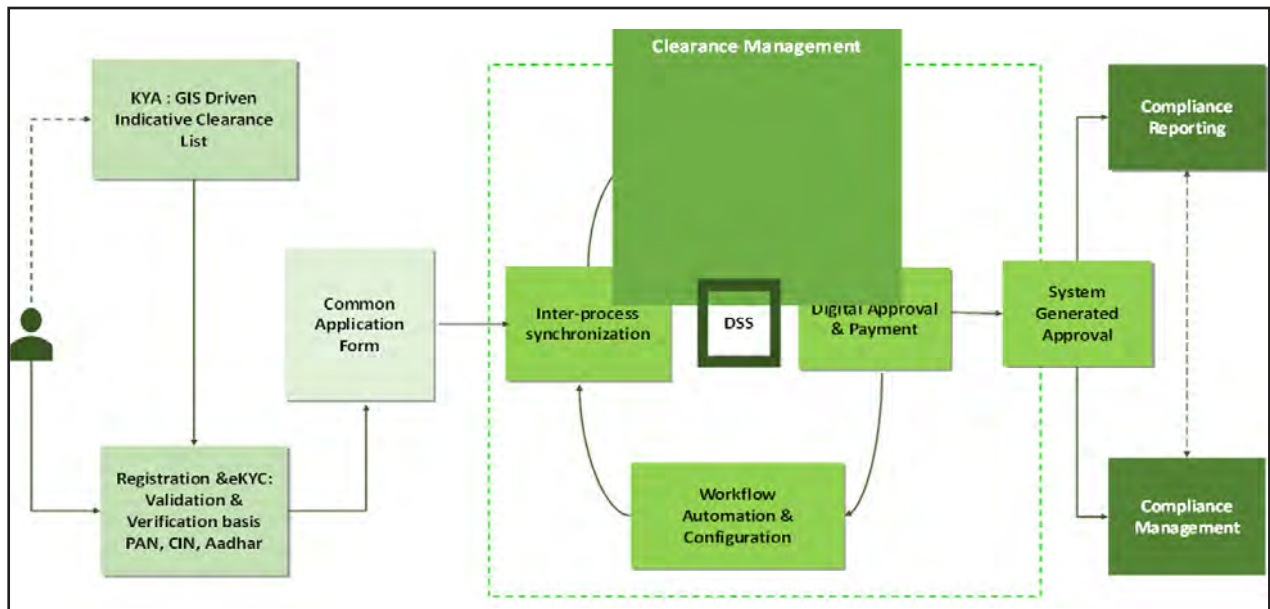 Clearance Management
KYA : GIS Driven
Indicative Clearance
List
Compliance
Reporting
Common
Application
Form
Inter-process
synchronization
DSS
Digital Approval
& Payment
System
Generated
Approval
Registration &eKYC:
Validation &
Verification basis
PAN, CIN, Aadhar
Workflow
Automation &
Configuration
Compliance
Management